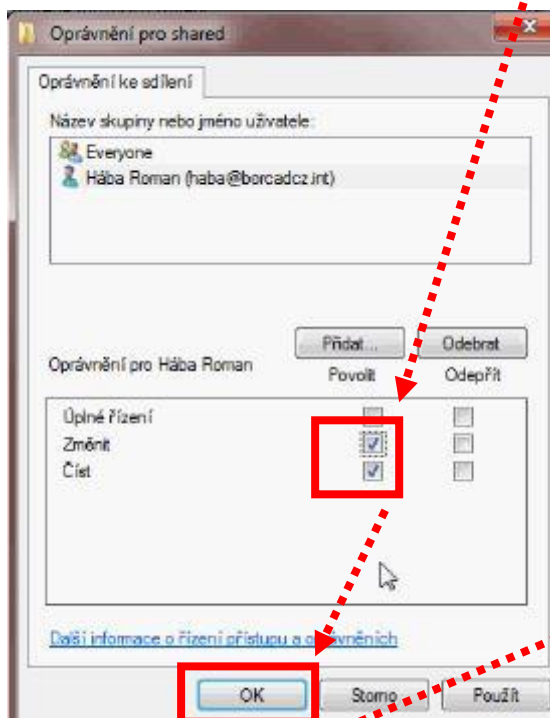 Oprávnění pro shared
Oprávnění ke sdílení
Název skupiny nebo jméno uživatele:
Everyone
Hába Roman (haba@borcadcz.int)
Přidat...
Odebrat
Oprávnění pro Hába Roman
Povolit
Odepřít
Úplné řízení
Změnit
Číst
Další informace o řízení přístupu a oprávněních
OK
Storno
Použít